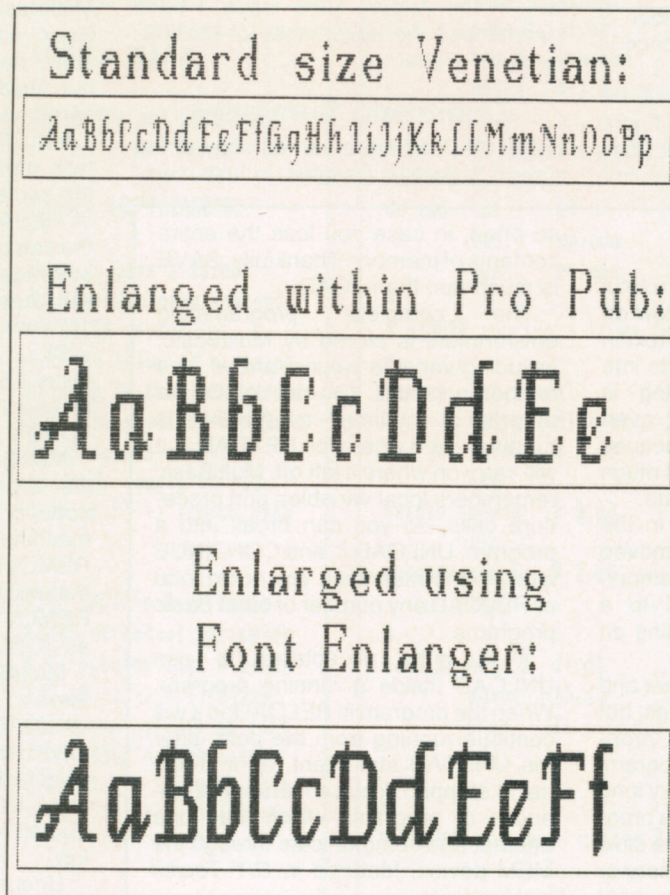 Standard size Venetian:
AaBbCcDdEeFfGgHhIiJjKkLlMmNnOoPp
Enlarged within Pro Pub:
AaBbCcDdEe
Enlarged using
Font Enlarger:
AaBbCcDdEeFf